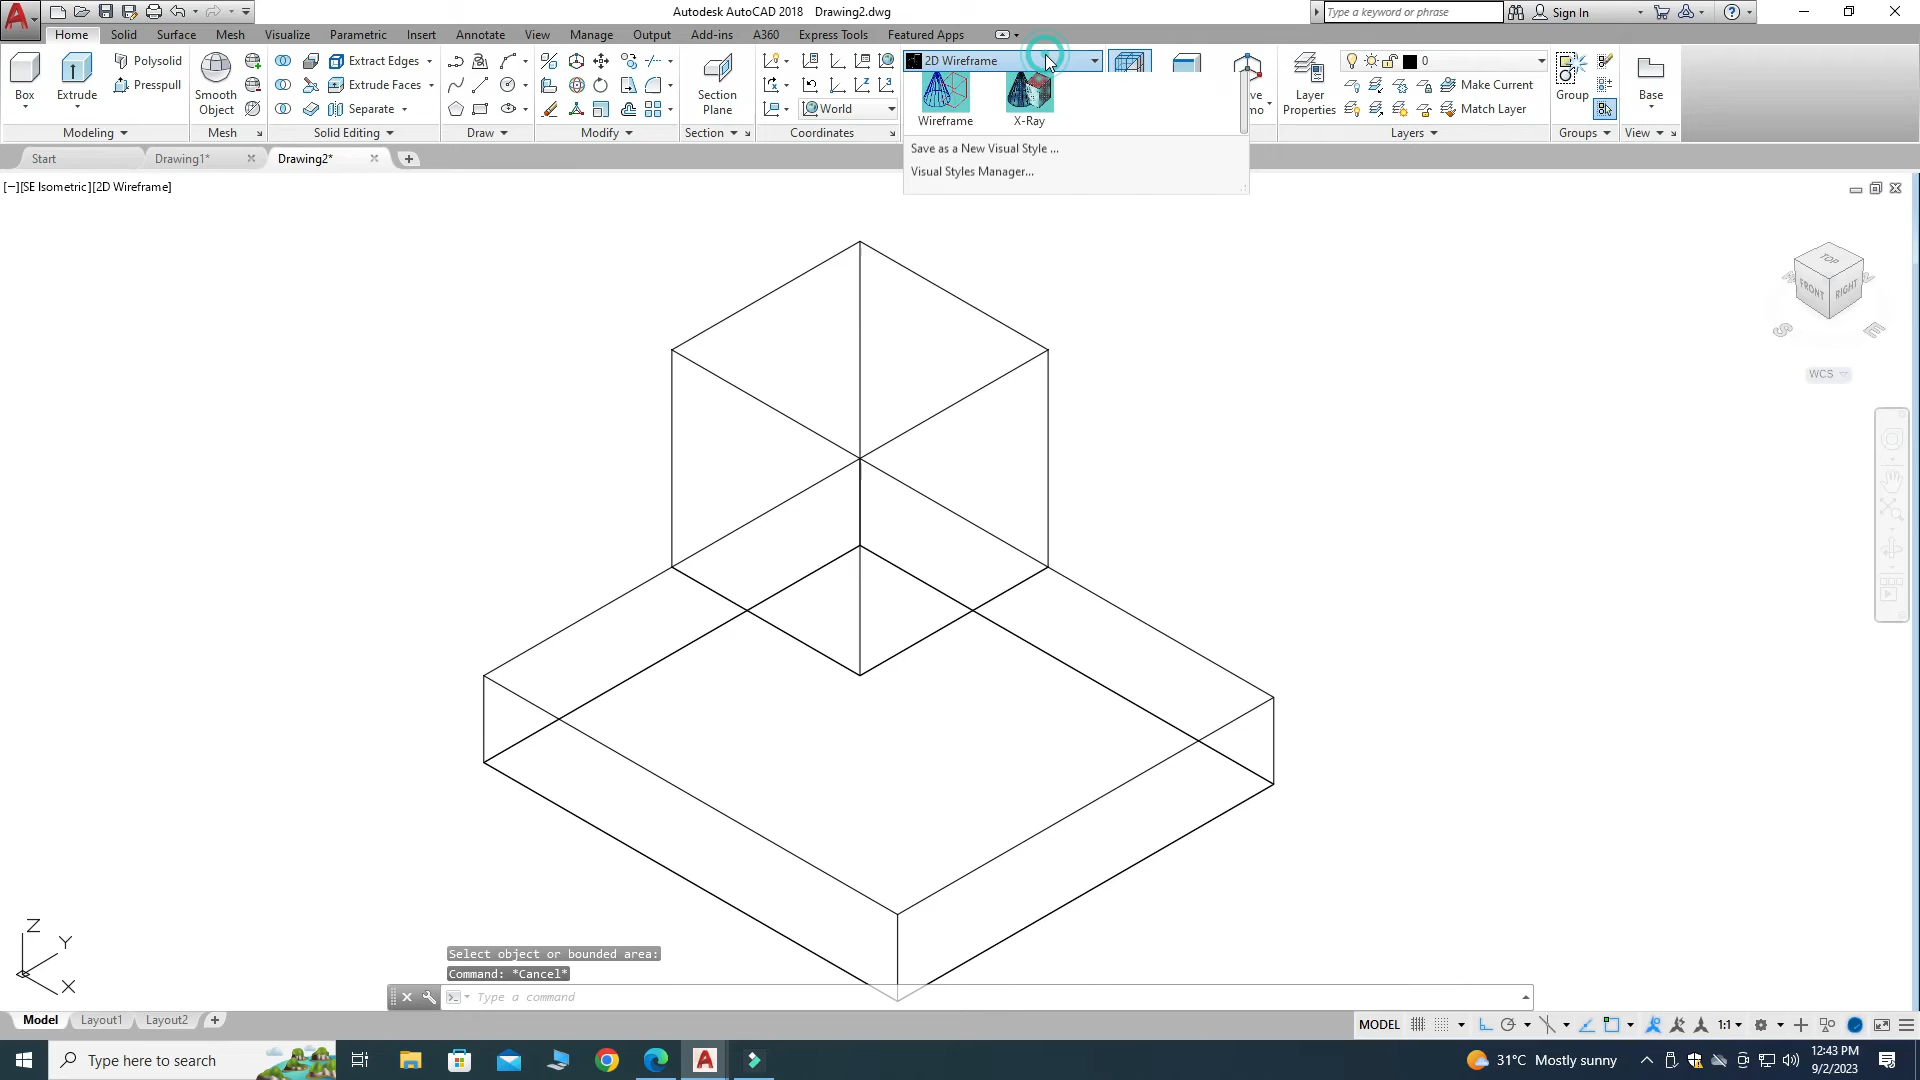 Autodesk AutoCAD 2018 Drawing2.dwg
Type a keyword or phrase
Sign In
Home Solid Surface Mesh Visualize Parametric Insert Annotate View Manage Output Add-ins A360 Express Tools Featured Apps
Box
Extrude
Polysolid
Presspull
Smooth Object
Extract Edges
Extrude Faces
Separate
Section Plane
World
2D Wireframe
Wireframe
X-Ray
Save as a New Visual Style ...
Visual Styles Manager...
Layer Properties
0
Make Current
Match Layer
Group
Base
Modeling Mesh Solid Editing Draw Modify Section Coordinates Layers Groups View
Start Drawing1* Drawing2*
[−][SE Isometric][2D Wireframe]
TOP
FRONT
RIGHT
S
E
WCS
Z
Y
X
Select object or bounded area:
Command: *Cancel*
Type a command
Model Layout1 Layout2
MODEL
1:1
Type here to search
31°C Mostly sunny
12:43 PM
9/2/2023